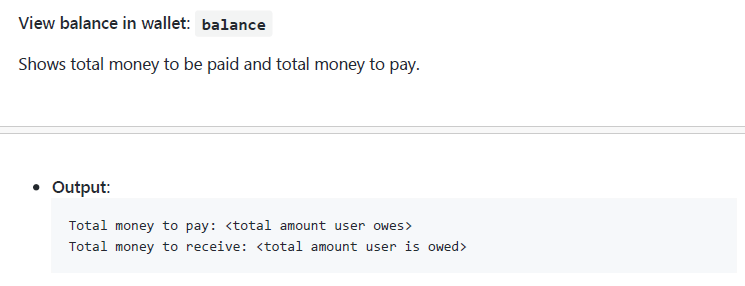 View balance in wallet: balance
Shows total money to be paid and total money to pay.
Output:
Total money to pay: <total amount user owes>
Total money to receive: <total amount user is owed>